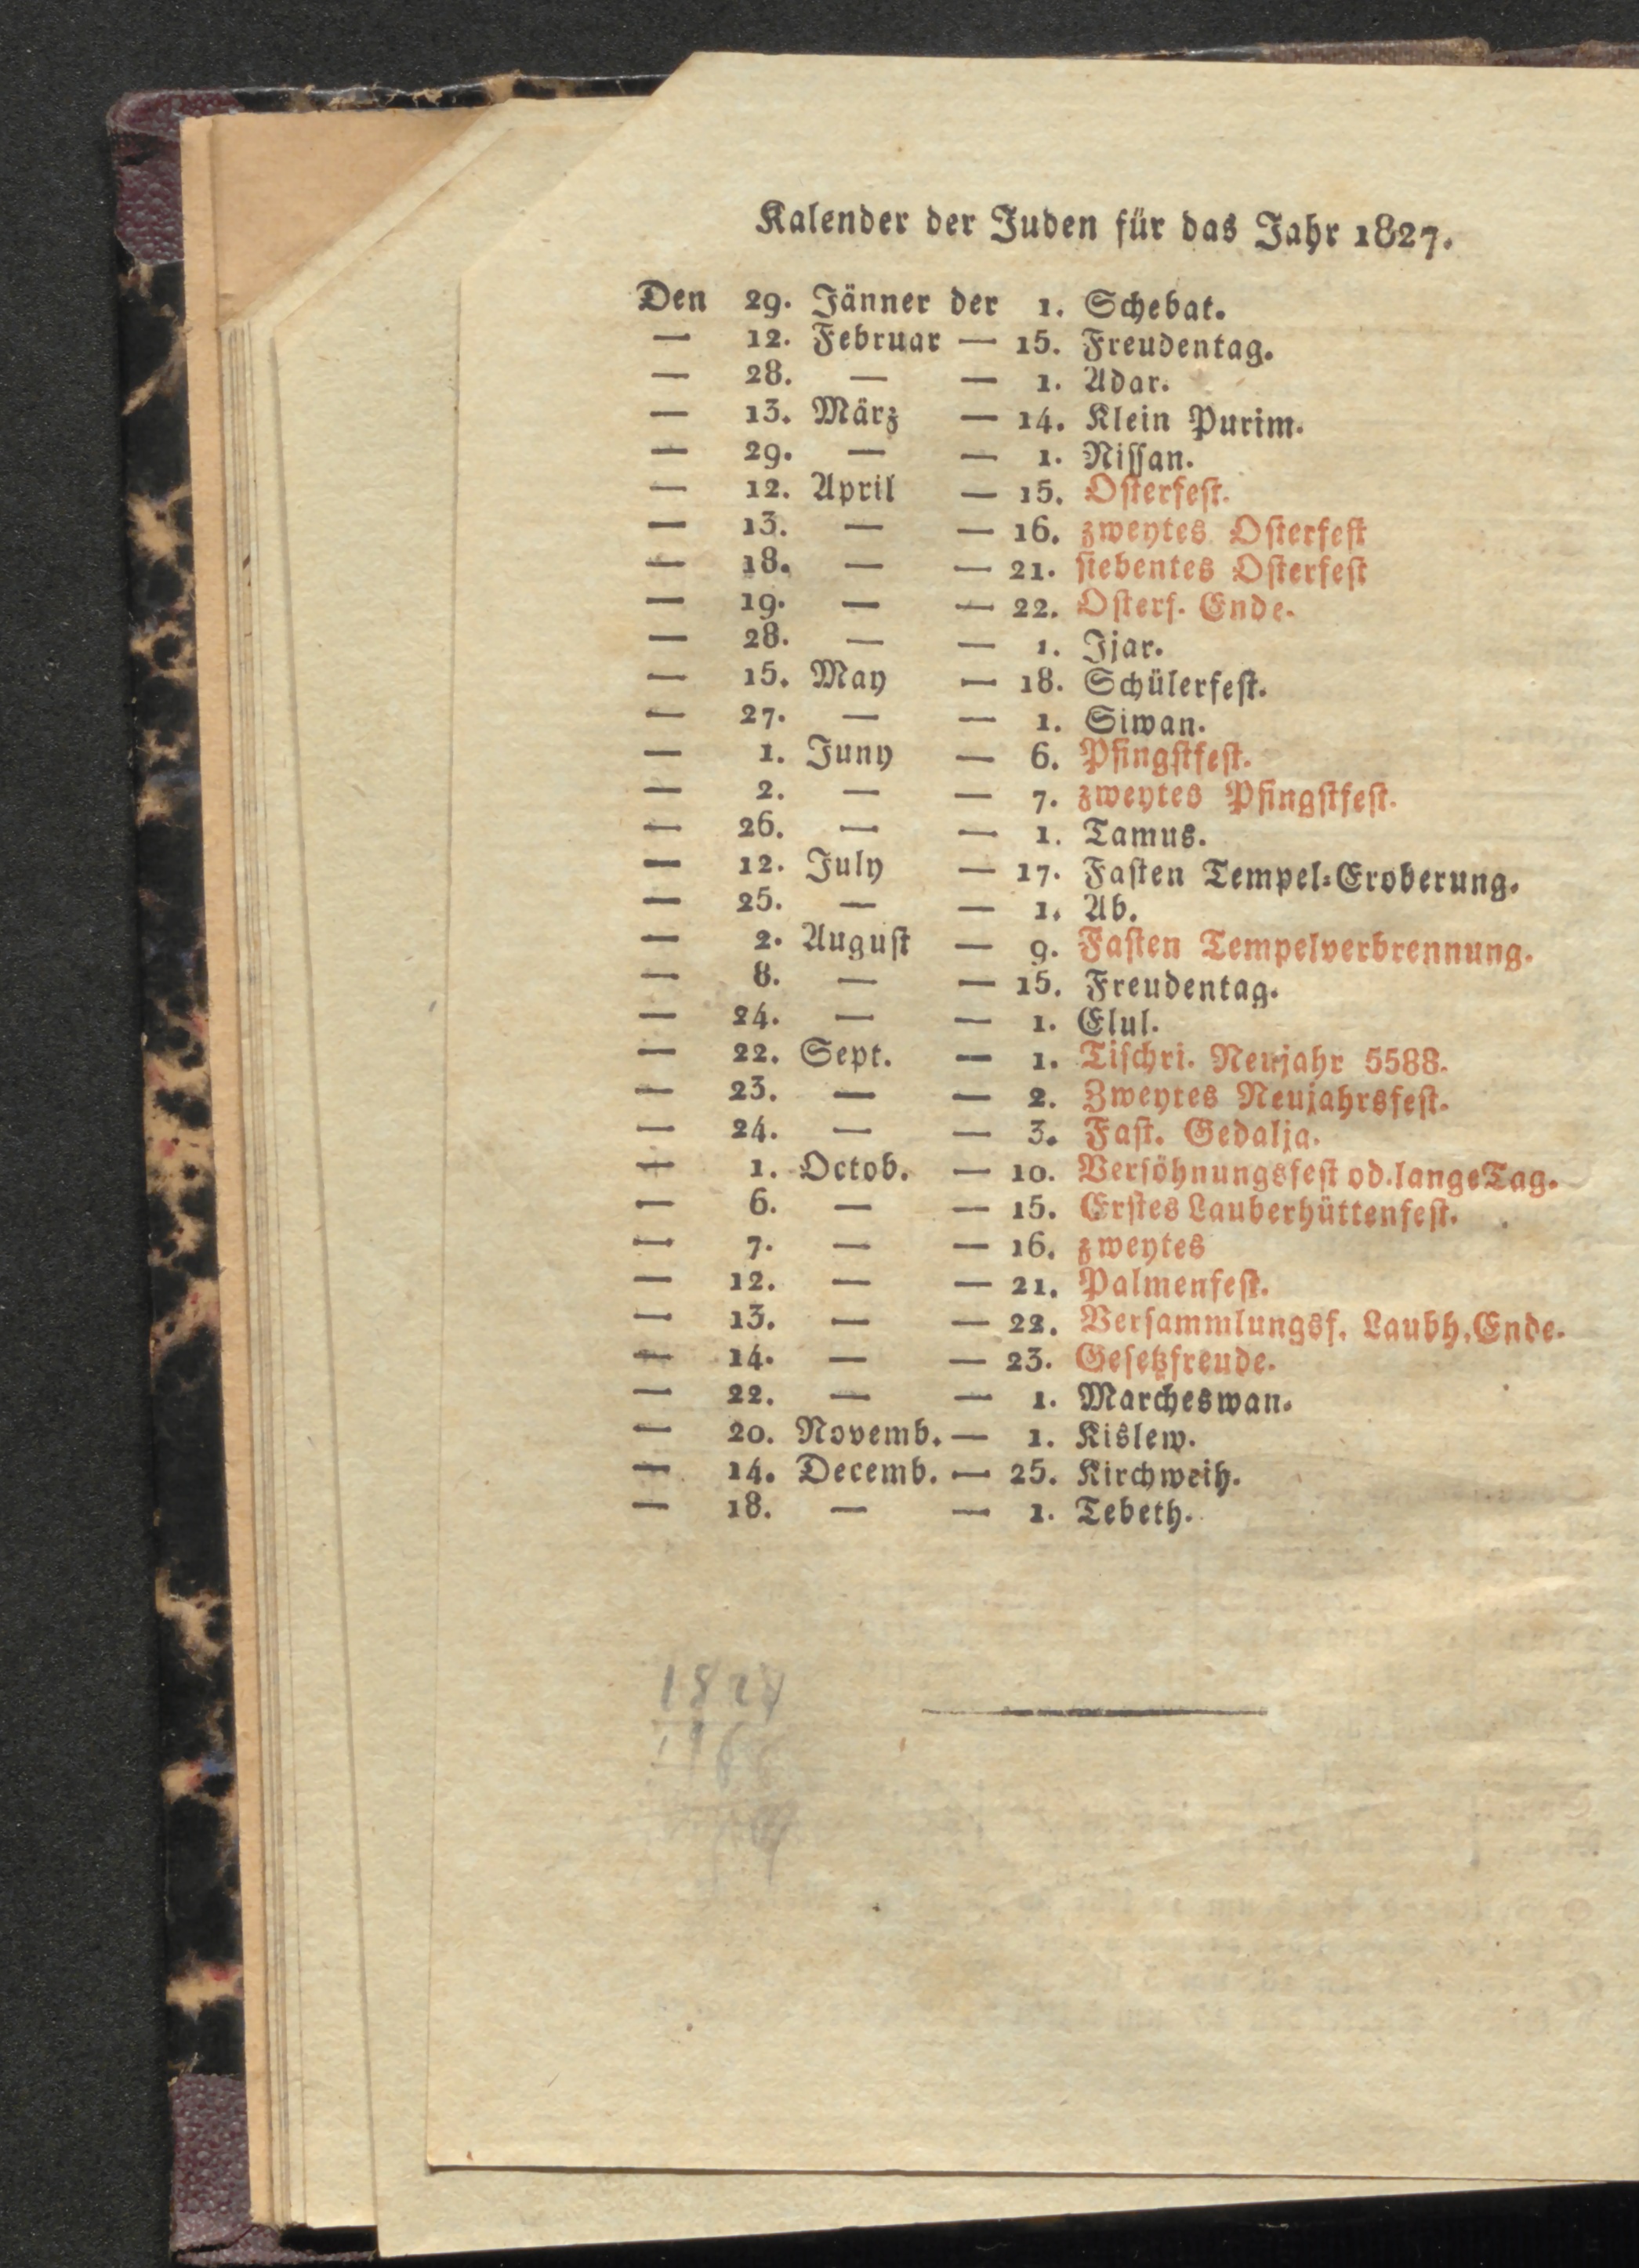 Kalender der Juden für das Jahr 1827.
Den 29. Jänner der 1. Schebat.
— 12. Februar — 15. Freudentag.
— 28. — — 1. Adar.
— 13. März — 14. Klein Purim.
— 29. — — 1. Niſſan.
— 12. April — 15. Oſterfeſt.
— 13. — — 16. zweytes Oſterfeſt
— 18. — — 21. ſiebentes Oſterfeſt
— 19. — — 22. Oſterf. Ende.
— 28. — — 1. Ijar.
— 15. May — 18. Schülerfeſt.
— 27. — — 1. Siwan.
— 1. Juny — 6. Pfingſtfeſt.
— 2. — — 7. zweytes Pfingſtfeſt.
— 26. — — 1. Tamus.
— 12. July — 17. Faſten Tempel-Eroberung.
— 25. — — 1. Ab.
— 2. Auguſt — 9. Faſten Tempelverbrennung.
— 8. — — 15. Freudentag.
— 24. — — 1. Elul.
— 22. Sept. — 1. Tiſchri. Neujahr 5588.
— 23. — — 2. Zweytes Neujahrsfeſt.
— 24. — — 3. Faſt. Gedalja.
— 1. Octob. — 10. Verſöhnungsfeſt od. lange Tag.
— 6. — — 15. Erſtes Lauberhüttenfeſt.
— 7. — — 16. zweytes
— 12. — — 21. Palmenfeſt.
— 13. — — 22. Verſammlungsf. Laubh. Ende.
— 14. — — 23. Geſetzfreude.
— 22. — — 1. Marcheswan.
— 20. Novemb. — 1. Kislew.
— 14. Decemb. — 25. Kirchweih.
— 18. — — 1. Tebeth.